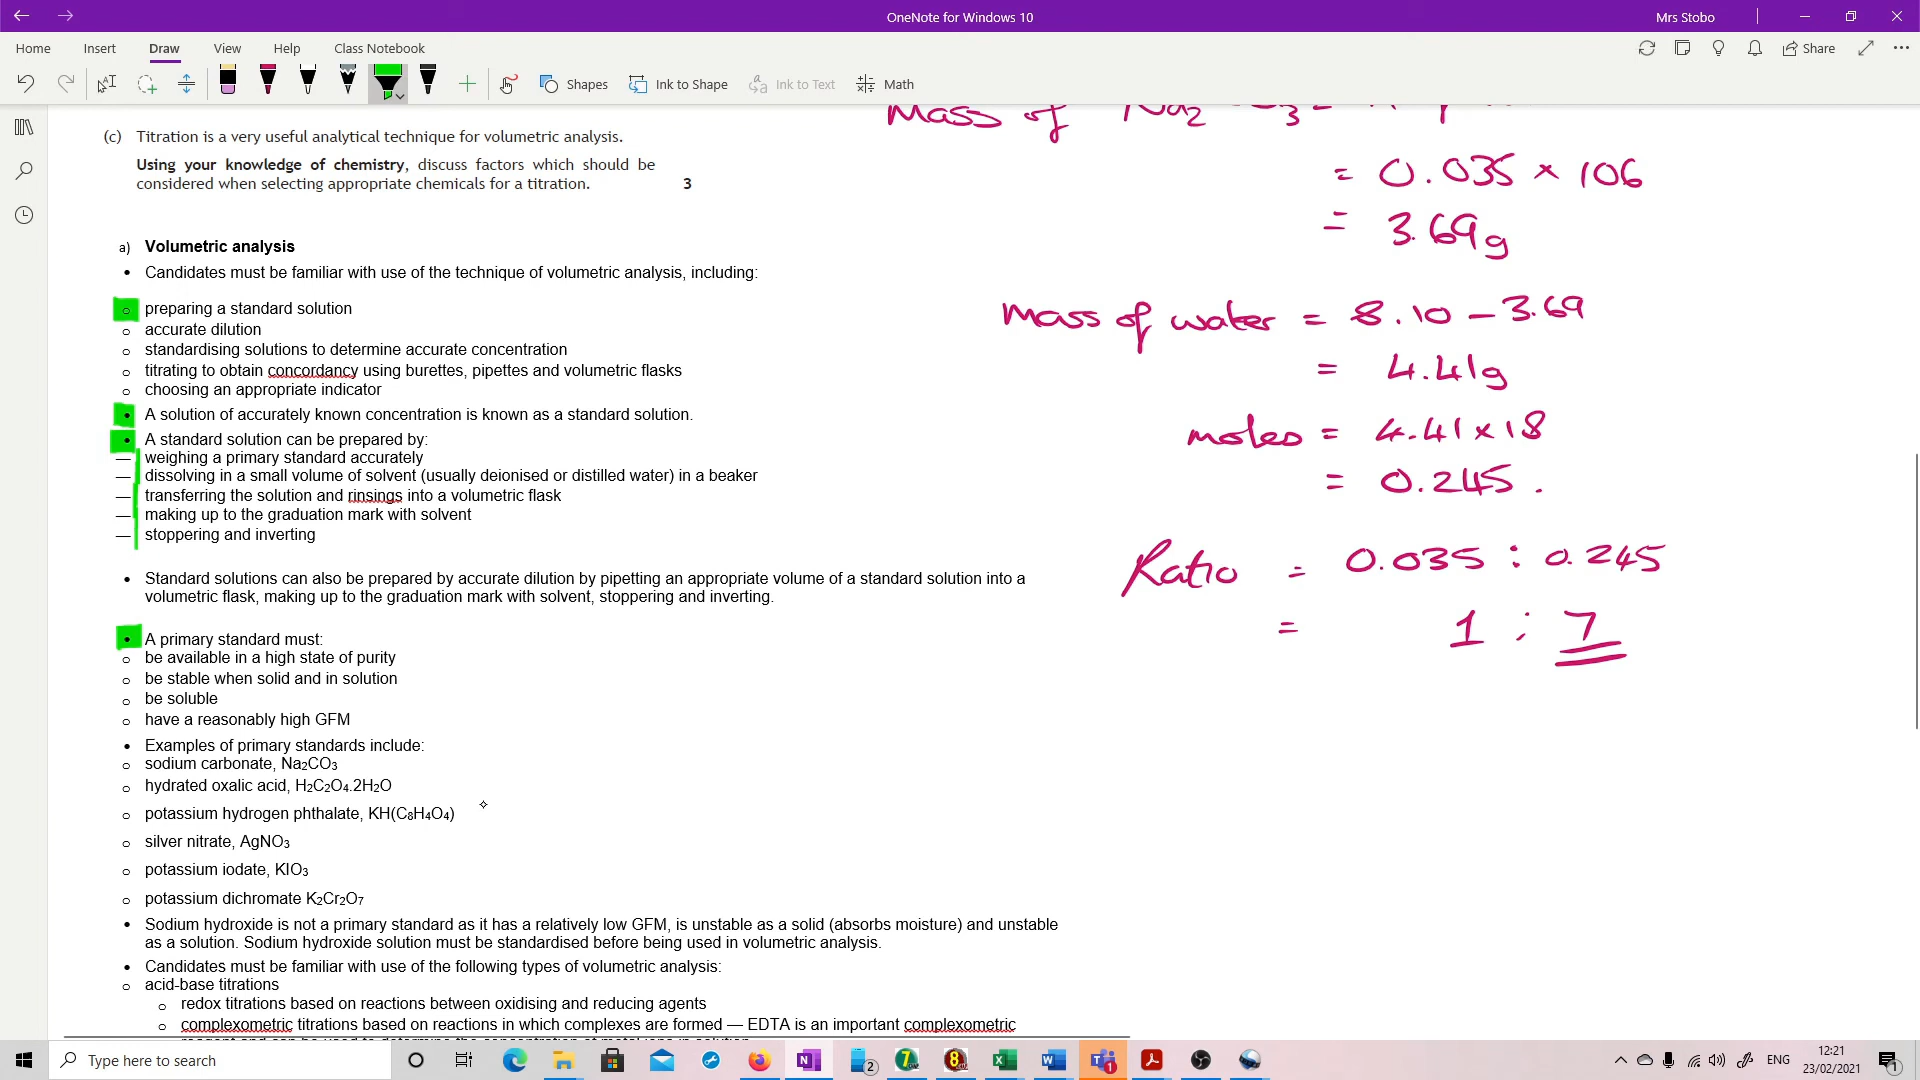 OneNote for Windows 10
Mrs Stobo
Home Insert Draw View Help Class Notebook
Share
Shapes Ink to Shape Ink to Text Math
(c) Titration is a very useful analytical technique for volumetric analysis.
Using your knowledge of chemistry, discuss factors which should be
considered when selecting appropriate chemicals for a titration. 3
a) Volumetric analysis
• Candidates must be familiar with use of the technique of volumetric analysis, including:
o preparing a standard solution
o accurate dilution
o standardising solutions to determine accurate concentration
o titrating to obtain concordancy using burettes, pipettes and volumetric flasks
o choosing an appropriate indicator
• A solution of accurately known concentration is known as a standard solution.
• A standard solution can be prepared by:
— weighing a primary standard accurately
— dissolving in a small volume of solvent (usually deionised or distilled water) in a beaker
— transferring the solution and rinsings into a volumetric flask
— making up to the graduation mark with solvent
— stoppering and inverting
• Standard solutions can also be prepared by accurate dilution by pipetting an appropriate volume of a standard solution into a
volumetric flask, making up to the graduation mark with solvent, stoppering and inverting.
• A primary standard must:
o be available in a high state of purity
o be stable when solid and in solution
o be soluble
o have a reasonably high GFM
• Examples of primary standards include:
o sodium carbonate, Na2CO3
o hydrated oxalic acid, H2C2O4.2H2O
o potassium hydrogen phthalate, KH(C8H4O4)
o silver nitrate, AgNO3
o potassium iodate, KIO3
o potassium dichromate K2Cr2O7
• Sodium hydroxide is not a primary standard as it has a relatively low GFM, is unstable as a solid (absorbs moisture) and unstable
as a solution. Sodium hydroxide solution must be standardised before being used in volumetric analysis.
• Candidates must be familiar with use of the following types of volumetric analysis:
o acid-base titrations
o redox titrations based on reactions between oxidising and reducing agents
o complexometric titrations based on reactions in which complexes are formed — EDTA is an important complexometric
Mass of Na2
= 0.035 × 106
= 3.69g
Mass of water = 8.10 - 3.69
= 4.41g
moles = 4.41 × 18
= 0.245.
Ratio = 0.035 : 0.245
= 1 : 7
Type here to search
ENG
12:21
23/02/2021